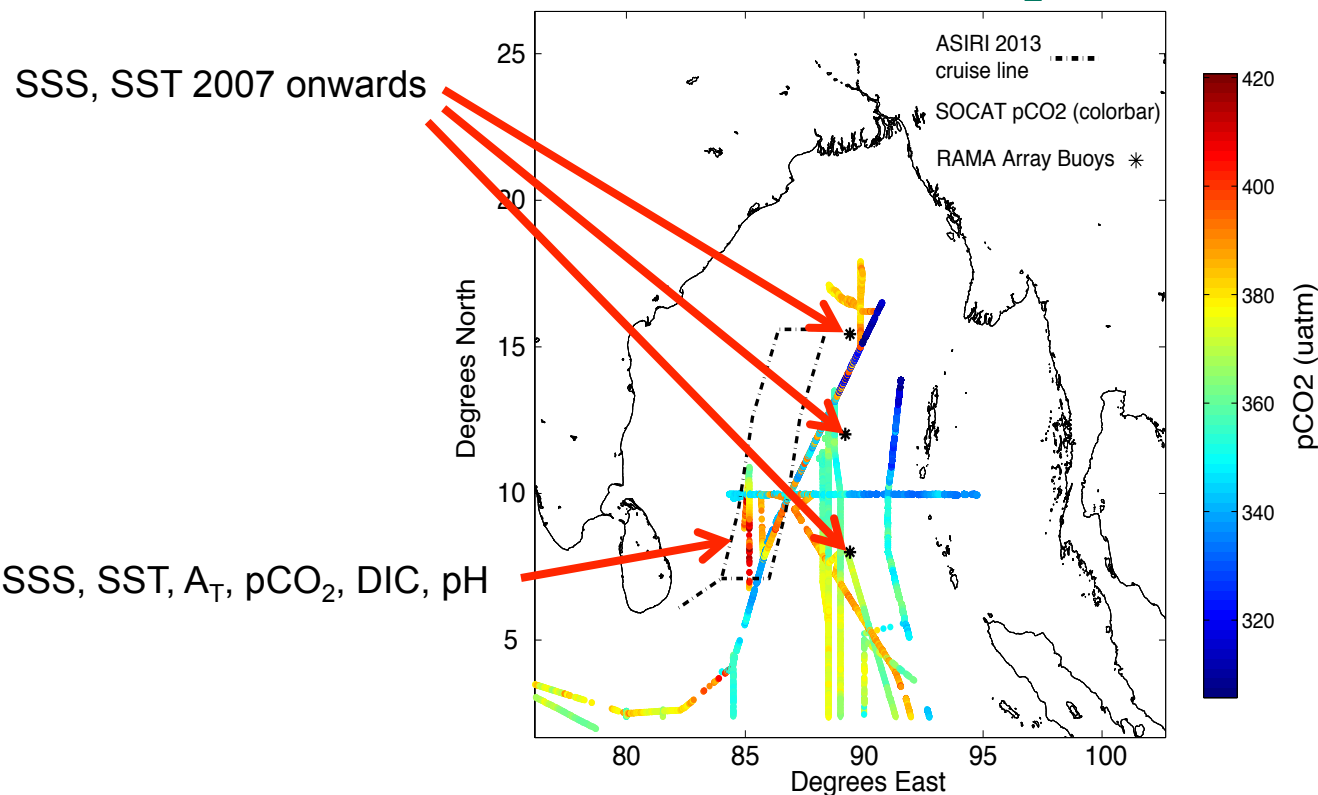 SSS, SST 2007 onwards
SSS, SST, A_T, pCO₂, DIC, pH
ASIRI 2013
cruise line
SOCAT pCO2 (colorbar)
RAMA Array Buoys *
25
20
15
10
5
Degrees North
80 85 90 95 100
Degrees East
420
400
380
360
340
320
pCO2 (uatm)